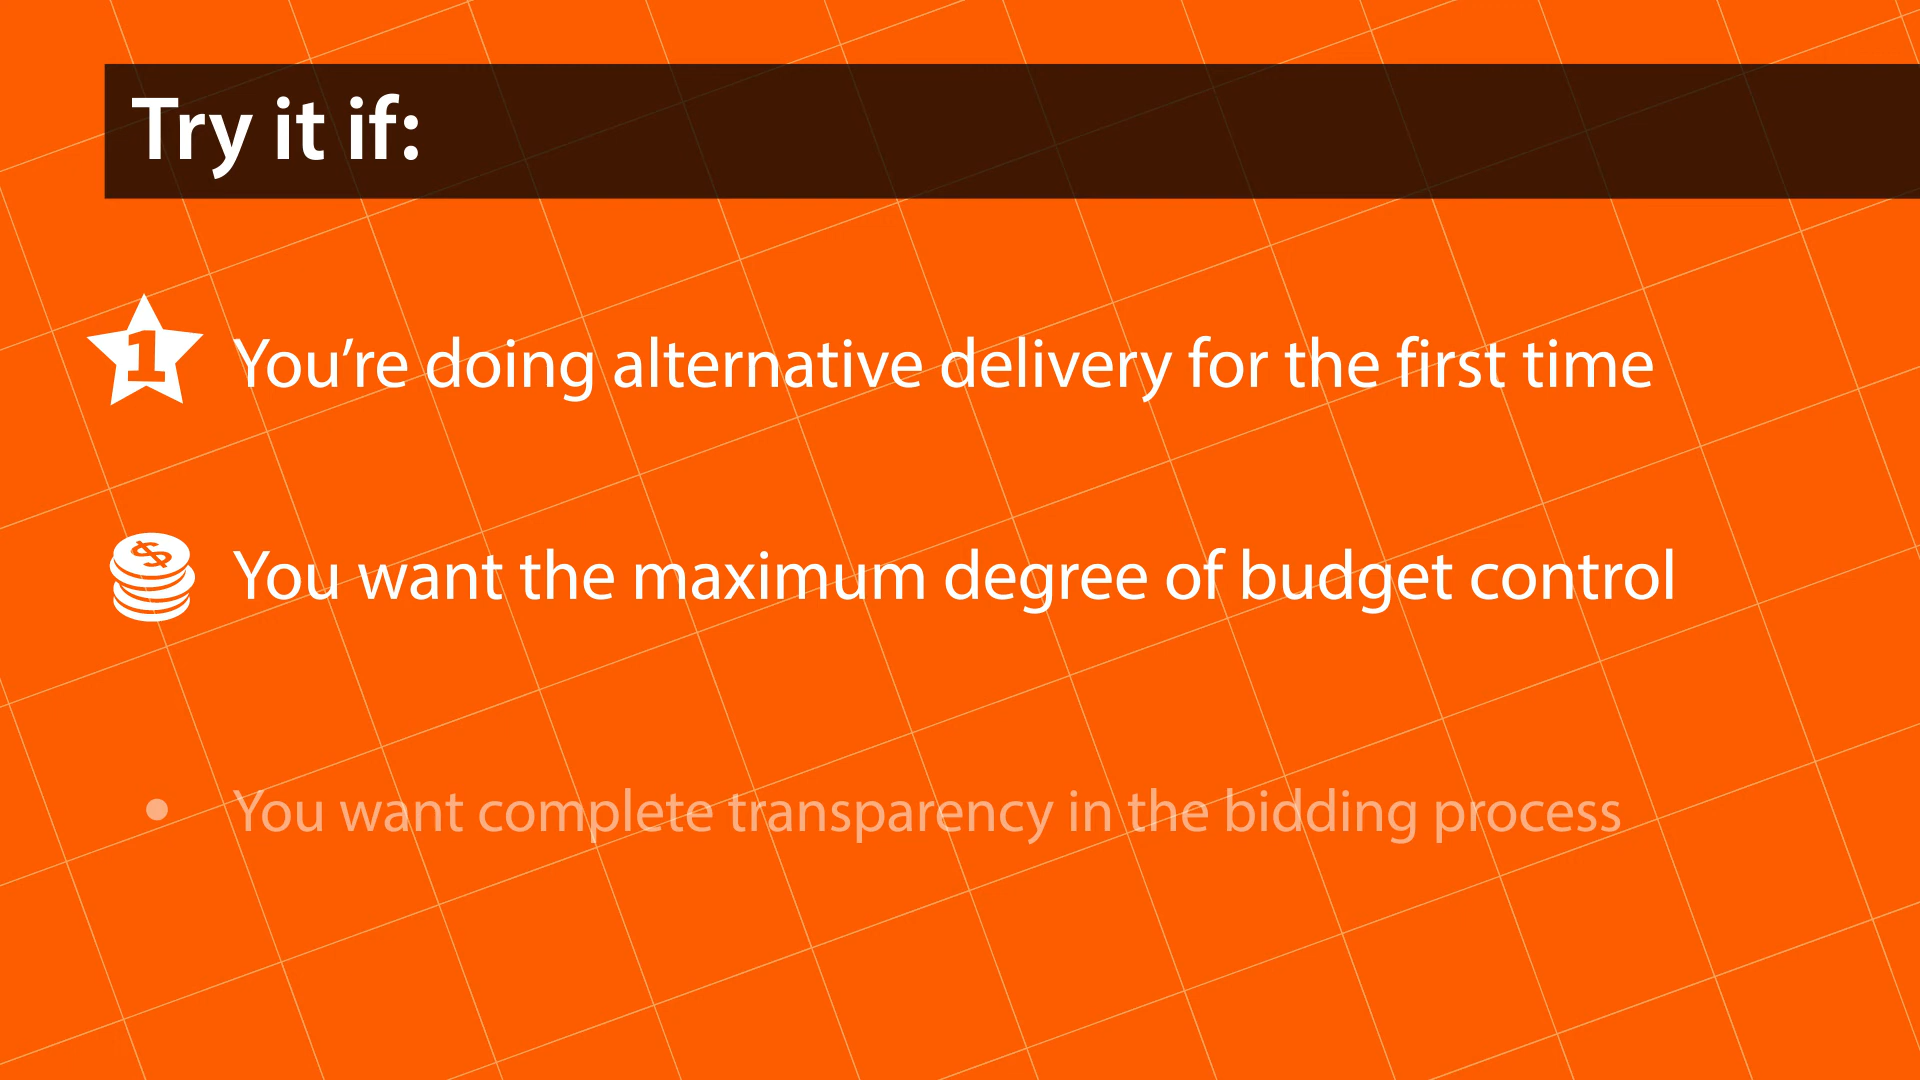 Try it if:
1
You’re doing alternative delivery for the first time
$
You want the maximum degree of budget control
• You want complete transparency in the bidding process